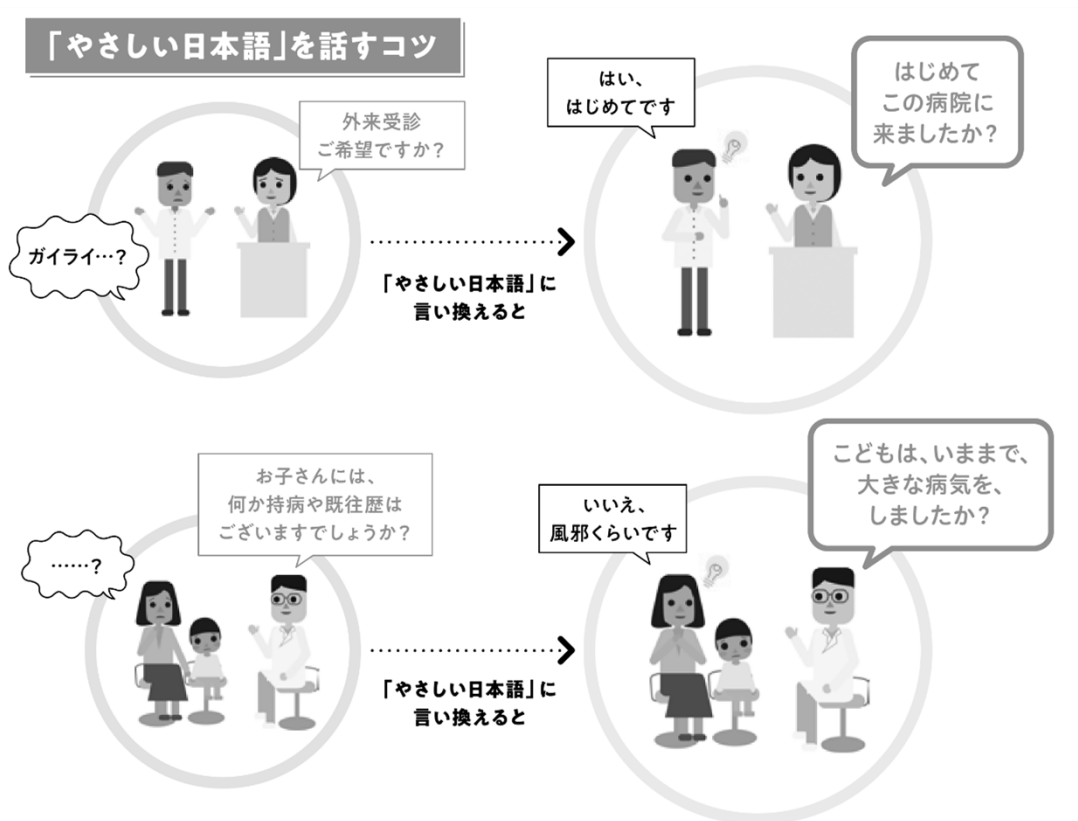 「やさしい日本語」を話すコツ
外来受診
ご希望ですか？
ガイライ…？
「やさしい日本語」に
言い換えると
はじめて
この病院に
来ましたか？
はい、
はじめてです
お子さんには、
何か持病や既往歴は
ございますでしょうか？
……？
「やさしい日本語」に
言い換えると
こどもは、いままで、
大きな病気を、
しましたか？
いいえ、
風邪くらいです